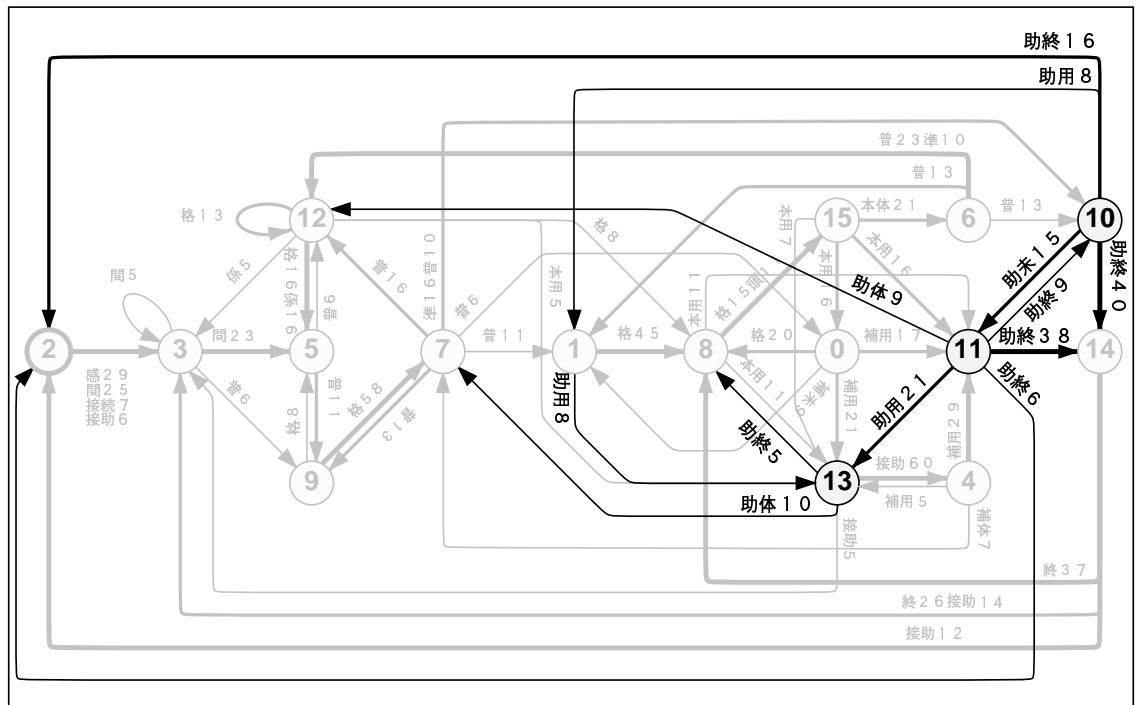 助終１６
助用８
普２３準１０
普１３
格１３
12
格８
本用７
15
本体２１
6
普１３
10
係５
格１６係１６
普６
普１６
準１６普１０
本用５
本用１１
格１５頭１
本用１６
助体９
助未１５
助終９
助終４０
間５
間２３
普６
普１１
格４５
格２０
補用１７
助終３８
2
3
5
7
1
8
0
11
14
感２９
間２５
接続７
接助６
普６
格８
普１１
格５８
普１３
助用８
本用１１
補用２１
助用２１
助終６
助終５
補用２９
9
13
接助６０
4
補用５
助体１０
接助５
補体７
終３７
終２６接助１４
接助１２